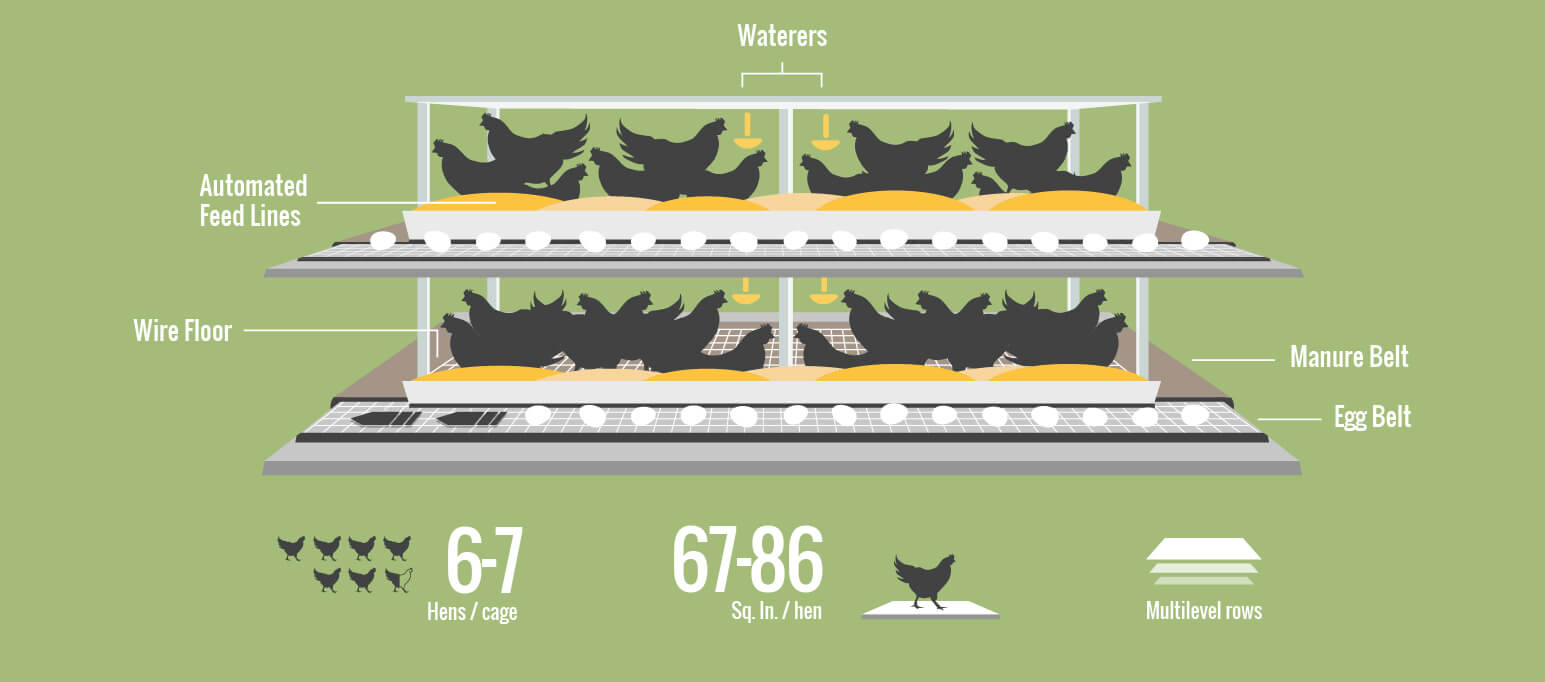 Waterers
Automated
Feed Lines
Wire Floor
Manure Belt
Egg Belt
6-7
Hens / cage
67-86
Sq. In. / hen
Multilevel rows